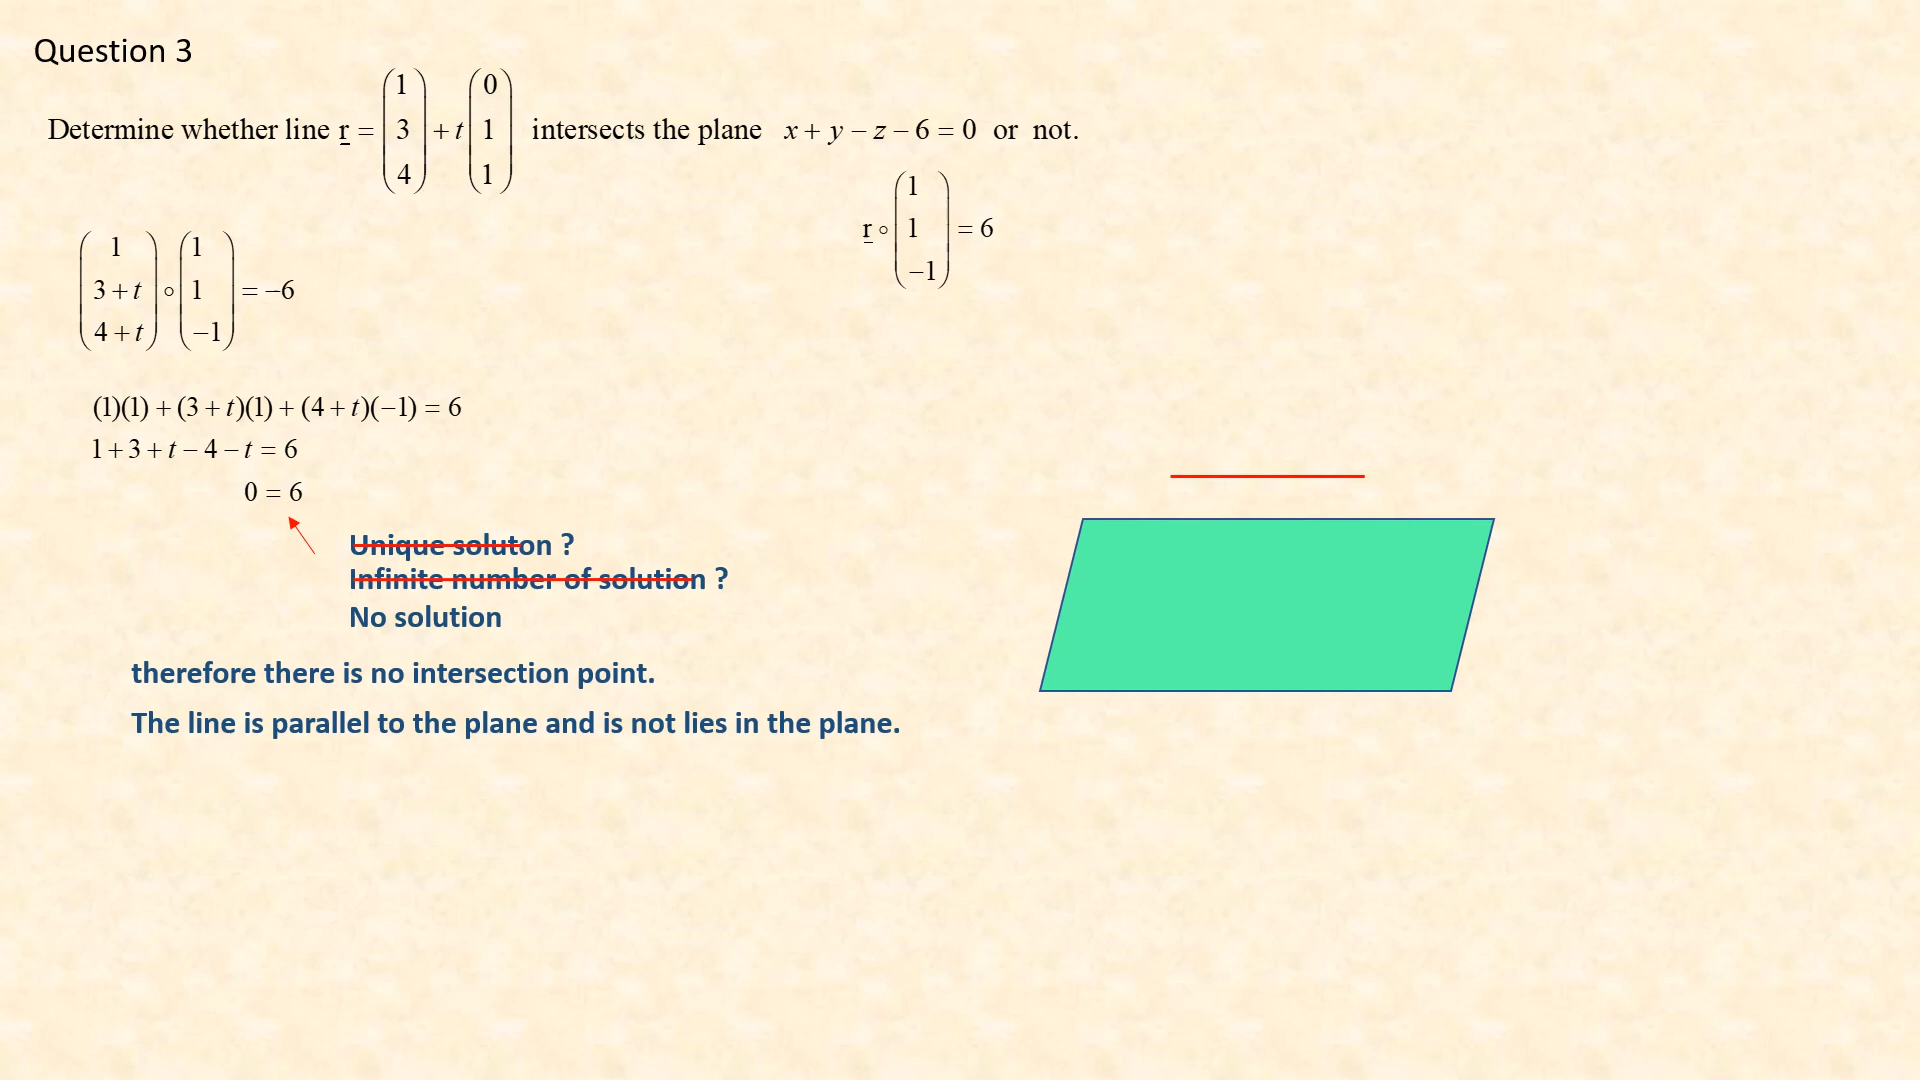 Question 3
Determine whether line r = (1 3 4) + t (0 1 1) intersects the plane x + y − z − 6 = 0 or not.
r ∘ (1 1 −1) = 6
(1 3 + t 4 + t) ∘ (1 1 −1) = −6
(1)(1) + (3 + t)(1) + (4 + t)(−1) = 6
1 + 3 + t − 4 − t = 6
0 = 6
Unique soluton ?
Infinite number of solution ?
No solution
therefore there is no intersection point.
The line is parallel to the plane and is not lies in the plane.